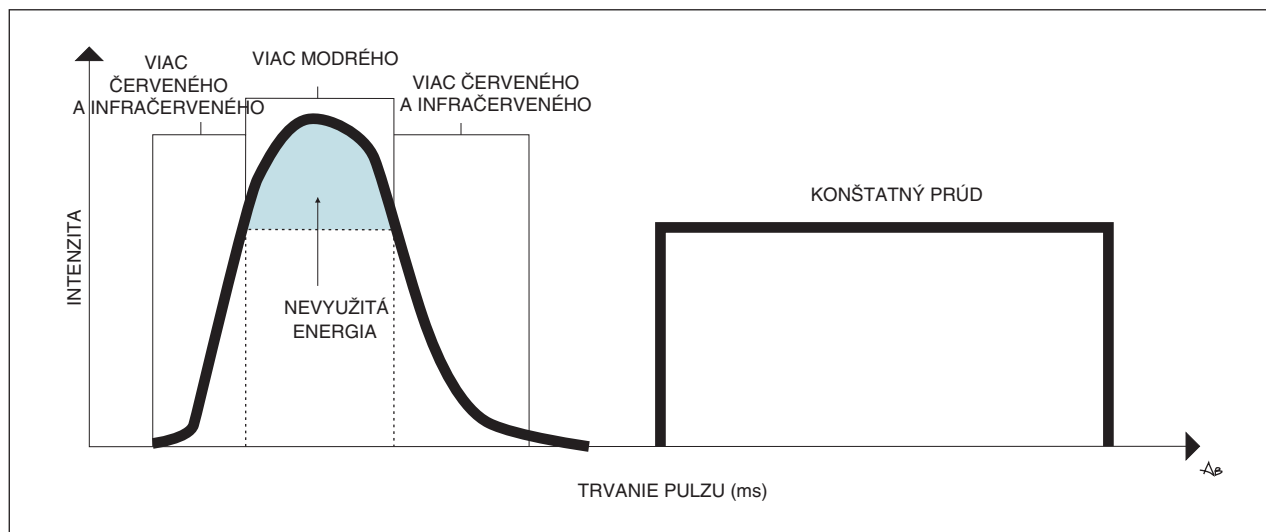 VIAC
ČERVENÉHO
A INFRAČERVENÉHO
VIAC MODRÉHO
VIAC ČERVENÉHO
A INFRAČERVENÉHO
KONŠTATNÝ PRÚD
INTENZITA
NEVYUŽITÁ
ENERGIA
TRVANIE PULZU (ms)